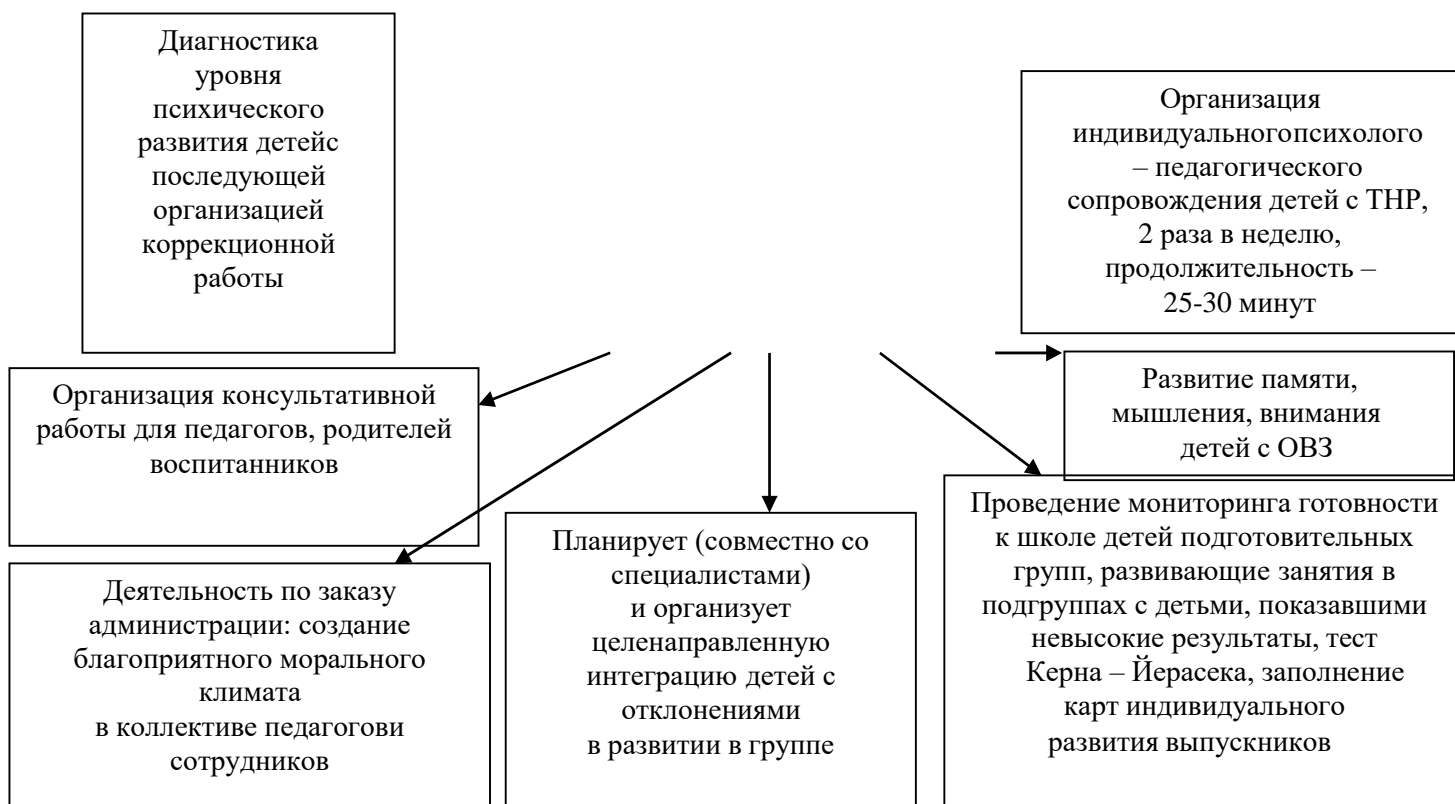 Диагностика
уровня
психического
развития детейс
последующей
организацией
коррекционной
работы
Организация
индивидуальногопсихолого
– педагогического
сопровождения детей с ТНР,
2 раза в неделю,
продолжительность –
25-30 минут
Организация консультативной
работы для педагогов, родителей
воспитанников
Развитие памяти,
мышления, внимания
детей с ОВЗ
Деятельность по заказу
администрации: создание
благоприятного морального
климата
в коллективе педагогови
сотрудников
Планирует (совместно со
специалистами)
и организует
целенаправленную
интеграцию детей с
отклонениями
в развитии в группе
Проведение мониторинга готовности
к школе детей подготовительных
групп, развивающие занятия в
подгруппах с детьми, показавшими
невысокие результаты, тест
Керна – Йерасека, заполнение
карт индивидуального
развития выпускников